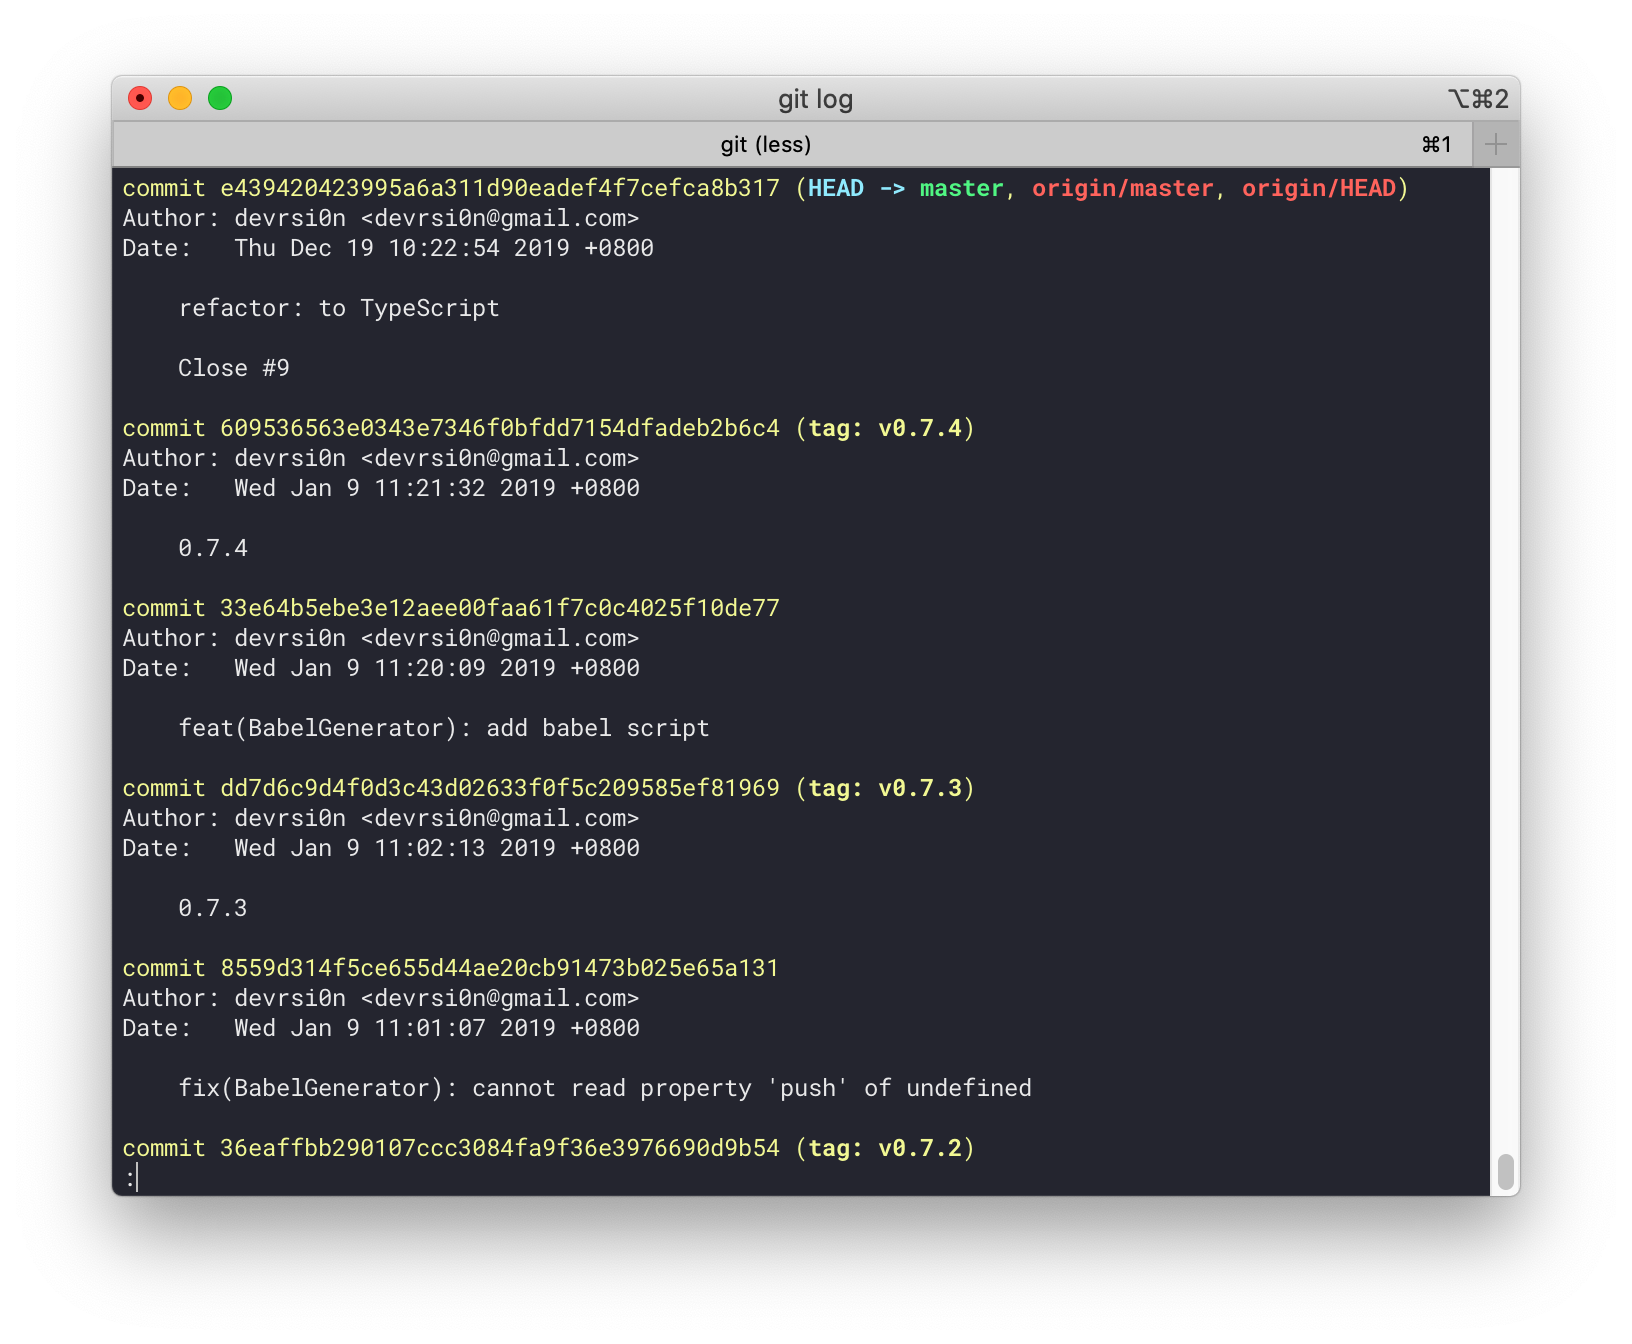 git log ⌥⌘2
git (less) ⌘1 +
commit e439420423995a6a311d90eadef4f7cefca8b317 (HEAD -> master, origin/master, origin/HEAD)
Author: devrsi0n <devrsi0n@gmail.com>
Date:   Thu Dec 19 10:22:54 2019 +0800
    refactor: to TypeScript
    Close #9
commit 609536563e0343e7346f0bfdd7154dfadeb2b6c4 (tag: v0.7.4)
Author: devrsi0n <devrsi0n@gmail.com>
Date:   Wed Jan 9 11:21:32 2019 +0800
    0.7.4
commit 33e64b5ebe3e12aee00faa61f7c0c4025f10de77
Author: devrsi0n <devrsi0n@gmail.com>
Date:   Wed Jan 9 11:20:09 2019 +0800
    feat(BabelGenerator): add babel script
commit dd7d6c9d4f0d3c43d02633f0f5c209585ef81969 (tag: v0.7.3)
Author: devrsi0n <devrsi0n@gmail.com>
Date:   Wed Jan 9 11:02:13 2019 +0800
    0.7.3
commit 8559d314f5ce655d44ae20cb91473b025e65a131
Author: devrsi0n <devrsi0n@gmail.com>
Date:   Wed Jan 9 11:01:07 2019 +0800
    fix(BabelGenerator): cannot read property 'push' of undefined
commit 36eaffbb290107ccc3084fa9f36e3976690d9b54 (tag: v0.7.2)
: